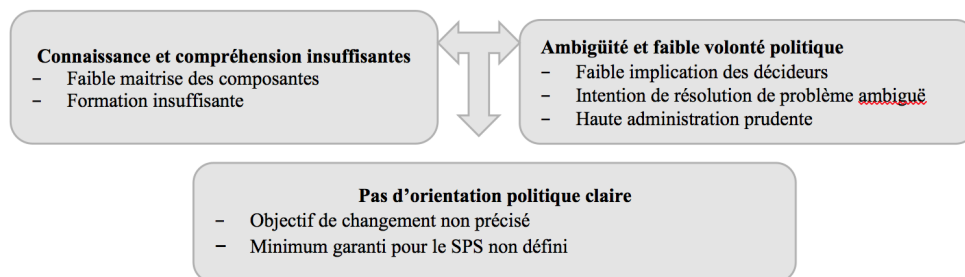 Connaissance et compréhension insuffisantes
– Faible maitrise des composantes
– Formation insuffisante
Ambigüité et faible volonté politique
– Faible implication des décideurs
– Intention de résolution de problème ambiguë
– Haute administration prudente
Pas d’orientation politique claire
– Objectif de changement non précisé
– Minimum garanti pour le SPS non défini